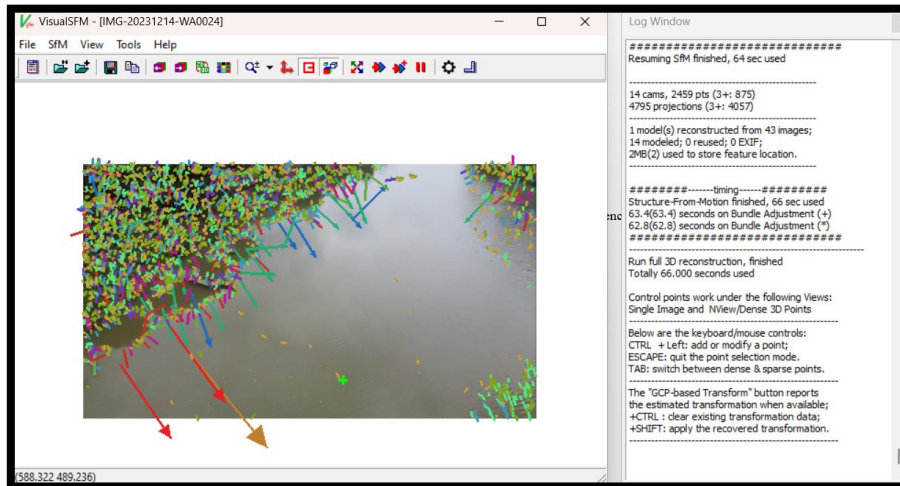 VisualSFM - [IMG-20231214-WA0024]
File SfM View Tools Help
(588.322 489.236)
enc
Log Window
#############################
Resuming SfM finished, 64 sec used
----------------------------------------------------
14 cams, 2459 pts (3+: 875)
4795 projections (3+: 4057)
----------------------------------------------------
1 model(s) reconstructed from 43 images;
14 modeled; 0 reused; 0 EXIF;
2MB(2) used to store feature location.
----------------------------------------------------
########-------timing------#########
Structure-From-Motion finished, 66 sec used
63.4(63.4) seconds on Bundle Adjustment (+)
62.8(62.8) seconds on Bundle Adjustment (*)
#############################
----------------------------------------------------------------
Run full 3D reconstruction, finished
Totally 66.000 seconds used
Control points work under the following Views:
Single Image and NView/Dense 3D Points
----------------------------------------------------------
Below are the keyboard/mouse controls:
CTRL + Left: add or modify a point;
ESCAPE: quit the point selection mode.
TAB: switch between dense & sparse points.
----------------------------------------------------------
The "GCP-based Transform" button reports
the estimated transformation when available;
+CTRL : clear existing transformation data;
+SHIFT: apply the recovered transformation.
----------------------------------------------------------